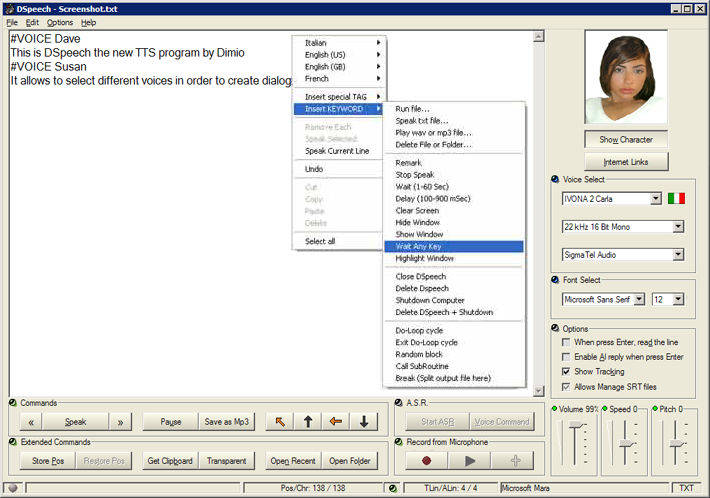 DSpeech - Screenshot.txt
File Edit Options Help
#VOICE Dave
This is DSpeech the new TTS program by Dimio
#VOICE Susan
It allows to select different voices in order to create dialog
Italian
English (US)
English (GB)
French
Insert special TAG
Insert KEYWORD
Remove Each
Speak Selected
Speak Current Line
Undo
Cut
Copy
Paste
Delete
Select all
Run file...
Speak txt file...
Play wav or mp3 file...
Delete File or Folder...
Remark
Stop Speak
Wait (1-60 Sec)
Delay (100-900 mSec)
Clear Screen
Hide Window
Show Window
Wait Any Key
Highlight Window
Close DSpeech
Delete Dspeech
Shutdown Computer
Delete DSpeech + Shutdown
Do-Loop cycle
Exit Do-Loop cycle
Random block
Call SubRoutine
Break (Split output file here)
Show Character
Internet Links
Voice Select
IVONA 2 Carla
22 kHz 16 Bit Mono
SigmaTel Audio
Font Select
Microsoft Sans Serif 12
Options
When press Enter, read the line
Enable AI reply when press Enter
Show Tracking
Allows Manage SRT files
Volume 99% Speed 0 Pitch 0
Commands
« Speak » Pause Save as Mp3
A.S.R.
Start ASR Voice Command
Extended Commands
Store Pos Restore Pos Get Clipboard Transparent Open Recent Open Folder
Record from Microphone
Pos/Chr: 138 / 138 TLin/ALin: 4 / 4 Microsoft Mara TXT